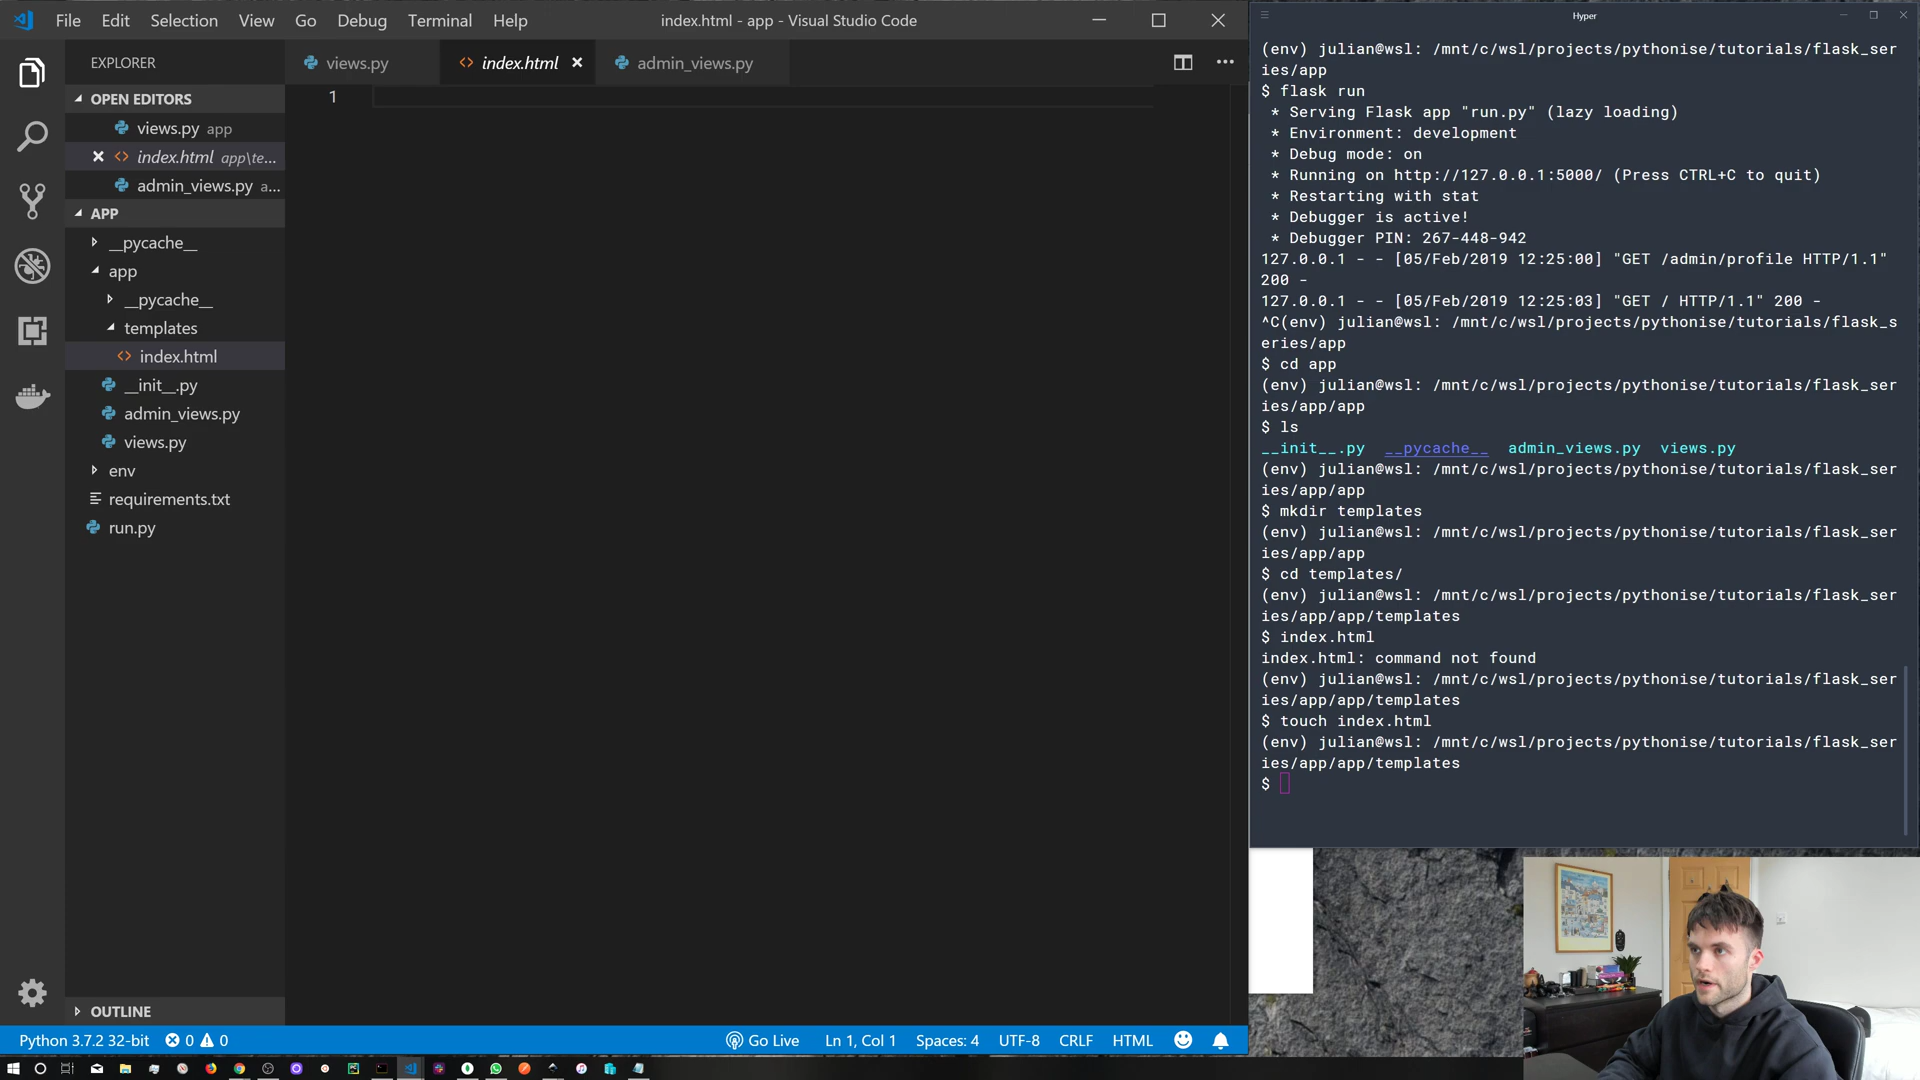 File Edit Selection View Go Debug Terminal Help
index.html - app - Visual Studio Code
EXPLORER
OPEN EDITORS
views.py app
index.html app\te...
admin_views.py a...
APP
__pycache__
app
__pycache__
templates
index.html
__init__.py
admin_views.py
views.py
env
requirements.txt
run.py
OUTLINE
views.py
index.html
admin_views.py
1
Python 3.7.2 32-bit 0 0
Go Live Ln 1, Col 1 Spaces: 4 UTF-8 CRLF HTML
Hyper
(env) julian@wsl: /mnt/c/wsl/projects/pythonise/tutorials/flask_ser
ies/app
$ flask run
* Serving Flask app "run.py" (lazy loading)
* Environment: development
* Debug mode: on
* Running on http://127.0.0.1:5000/ (Press CTRL+C to quit)
* Restarting with stat
* Debugger is active!
* Debugger PIN: 267-448-942
127.0.0.1 - - [05/Feb/2019 12:25:00] "GET /admin/profile HTTP/1.1"
200 -
127.0.0.1 - - [05/Feb/2019 12:25:03] "GET / HTTP/1.1" 200 -
^C(env) julian@wsl: /mnt/c/wsl/projects/pythonise/tutorials/flask_s
eries/app
$ cd app
(env) julian@wsl: /mnt/c/wsl/projects/pythonise/tutorials/flask_ser
ies/app/app
$ ls
__init__.py __pycache__ admin_views.py views.py
(env) julian@wsl: /mnt/c/wsl/projects/pythonise/tutorials/flask_ser
ies/app/app
$ mkdir templates
(env) julian@wsl: /mnt/c/wsl/projects/pythonise/tutorials/flask_ser
ies/app/app
$ cd templates/
(env) julian@wsl: /mnt/c/wsl/projects/pythonise/tutorials/flask_ser
ies/app/app/templates
$ index.html
index.html: command not found
(env) julian@wsl: /mnt/c/wsl/projects/pythonise/tutorials/flask_ser
ies/app/app/templates
$ touch index.html
(env) julian@wsl: /mnt/c/wsl/projects/pythonise/tutorials/flask_ser
ies/app/app/templates
$